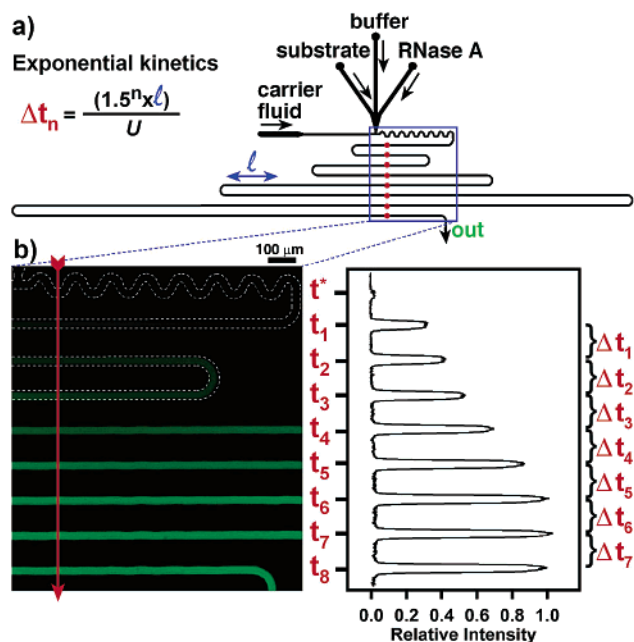 a)
buffer
substrate
RNase A
Exponential kinetics
carrier
fluid
Δtₙ = (1.5ⁿxℓ)
U
ℓ
out
b)
100 μm
t*
t₁
t₂
t₃
t₄
t₅
t₆
t₇
t₈
Δt₁
Δt₂
Δt₃
Δt₄
Δt₅
Δt₆
Δt₇
0.0 0.2 0.4 0.6 0.8 1.0
Relative Intensity